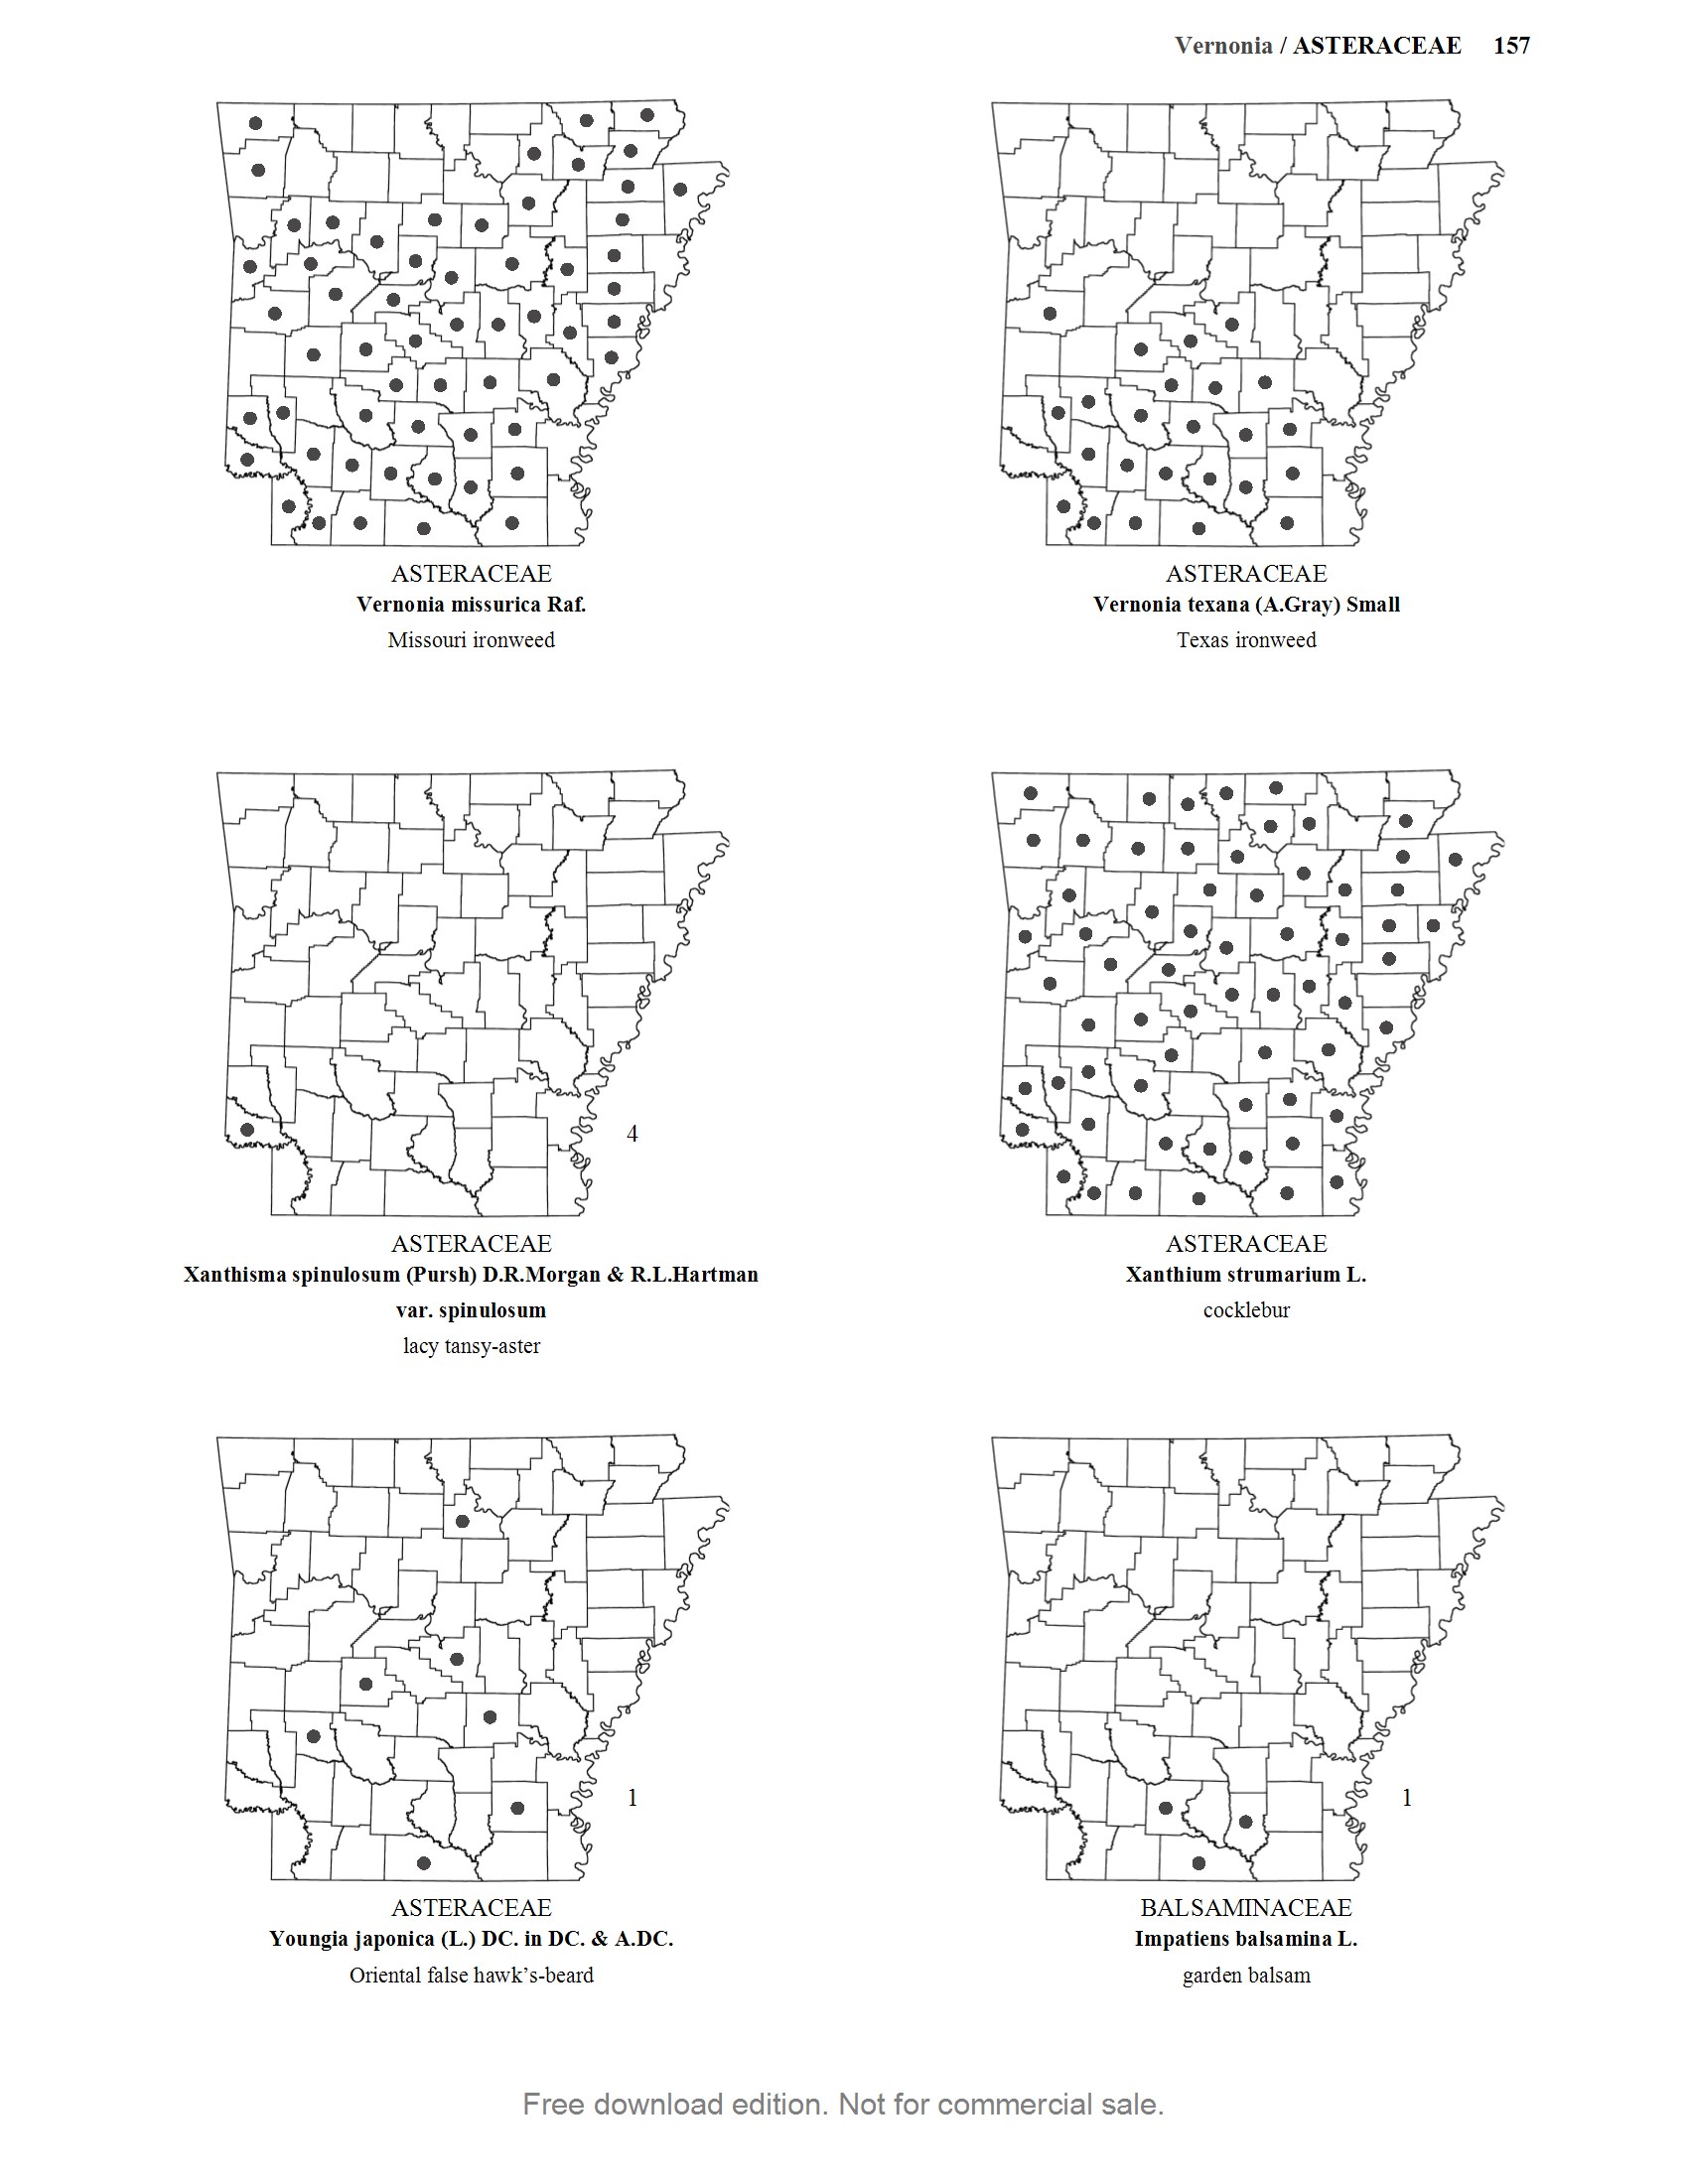 Vernonia / ASTERACEAE 157
ASTERACEAE
Vernonia missurica Raf.
Missouri ironweed
ASTERACEAE
Vernonia texana (A.Gray) Small
Texas ironweed
4
ASTERACEAE
Xanthisma spinulosum (Pursh) D.R.Morgan & R.L.Hartman
var. spinulosum
lacy tansy-aster
ASTERACEAE
Xanthium strumarium L.
cocklebur
1
ASTERACEAE
Youngia japonica (L.) DC. in DC. & A.DC.
Oriental false hawk’s-beard
1
BALSAMINACEAE
Impatiens balsamina L.
garden balsam
Free download edition. Not for commercial sale.